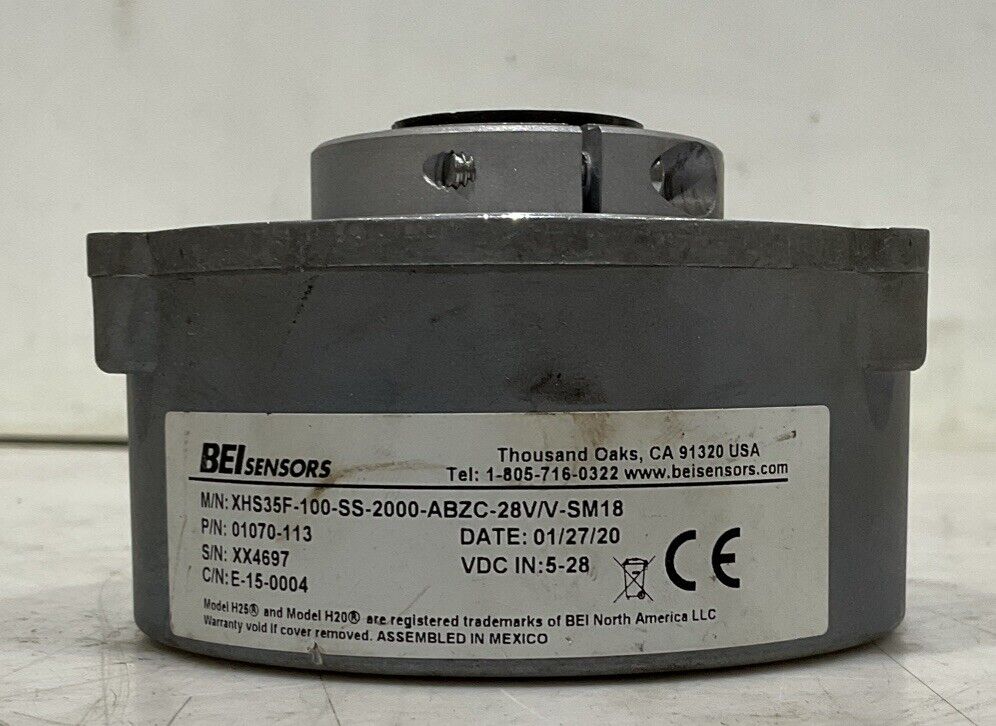 BEI SENSORS
Thousand Oaks, CA 91320 USA
Tel: 1-805-716-0322 www.beisensors.com
M/N: XHS35F-100-SS-2000-ABZC-28V/V-SM18
P/N: 01070-113
DATE: 01/27/20
S/N: XX4697
VDC IN: 5-28
C/N: E-15-0004
CE
Model H25® and Model H20® are registered trademarks of BEI North America LLC
Warranty void if cover removed. ASSEMBLED IN MEXICO